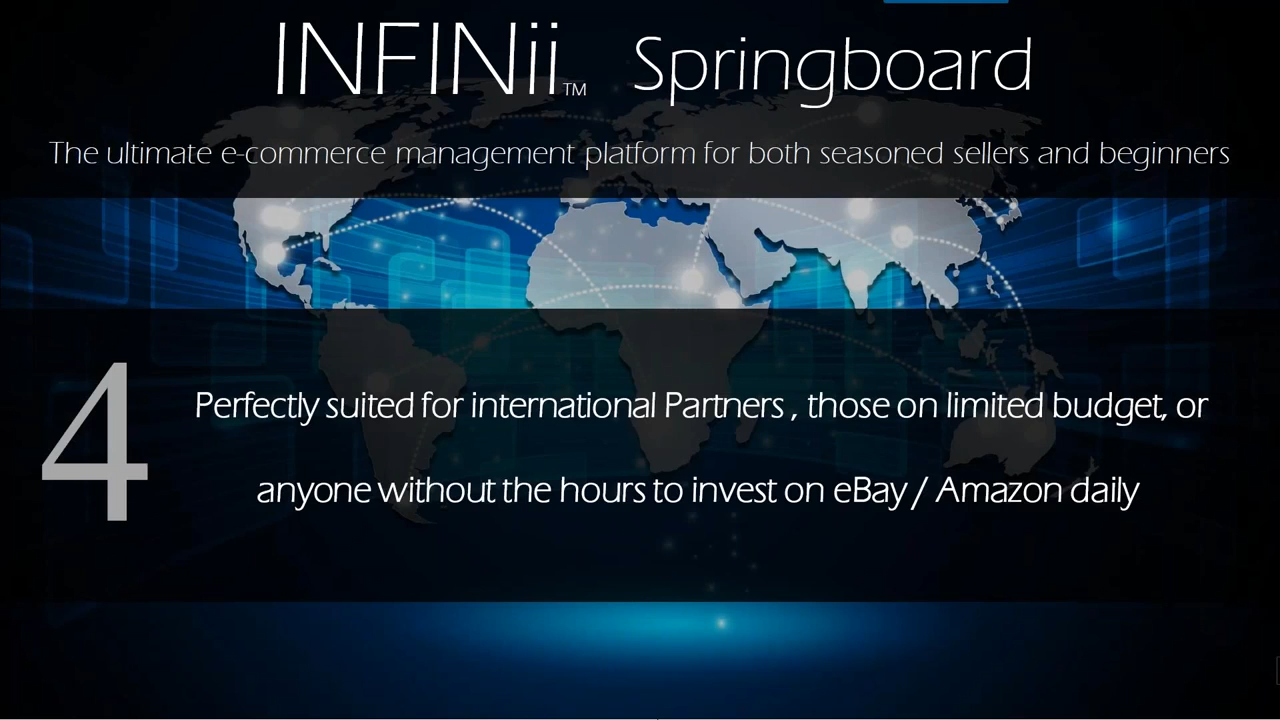 INFINii™ Springboard
The ultimate e-commerce management platform for both seasoned sellers and beginners
4
Perfectly suited for international Partners , those on limited budget, or
anyone without the hours to invest on eBay / Amazon daily